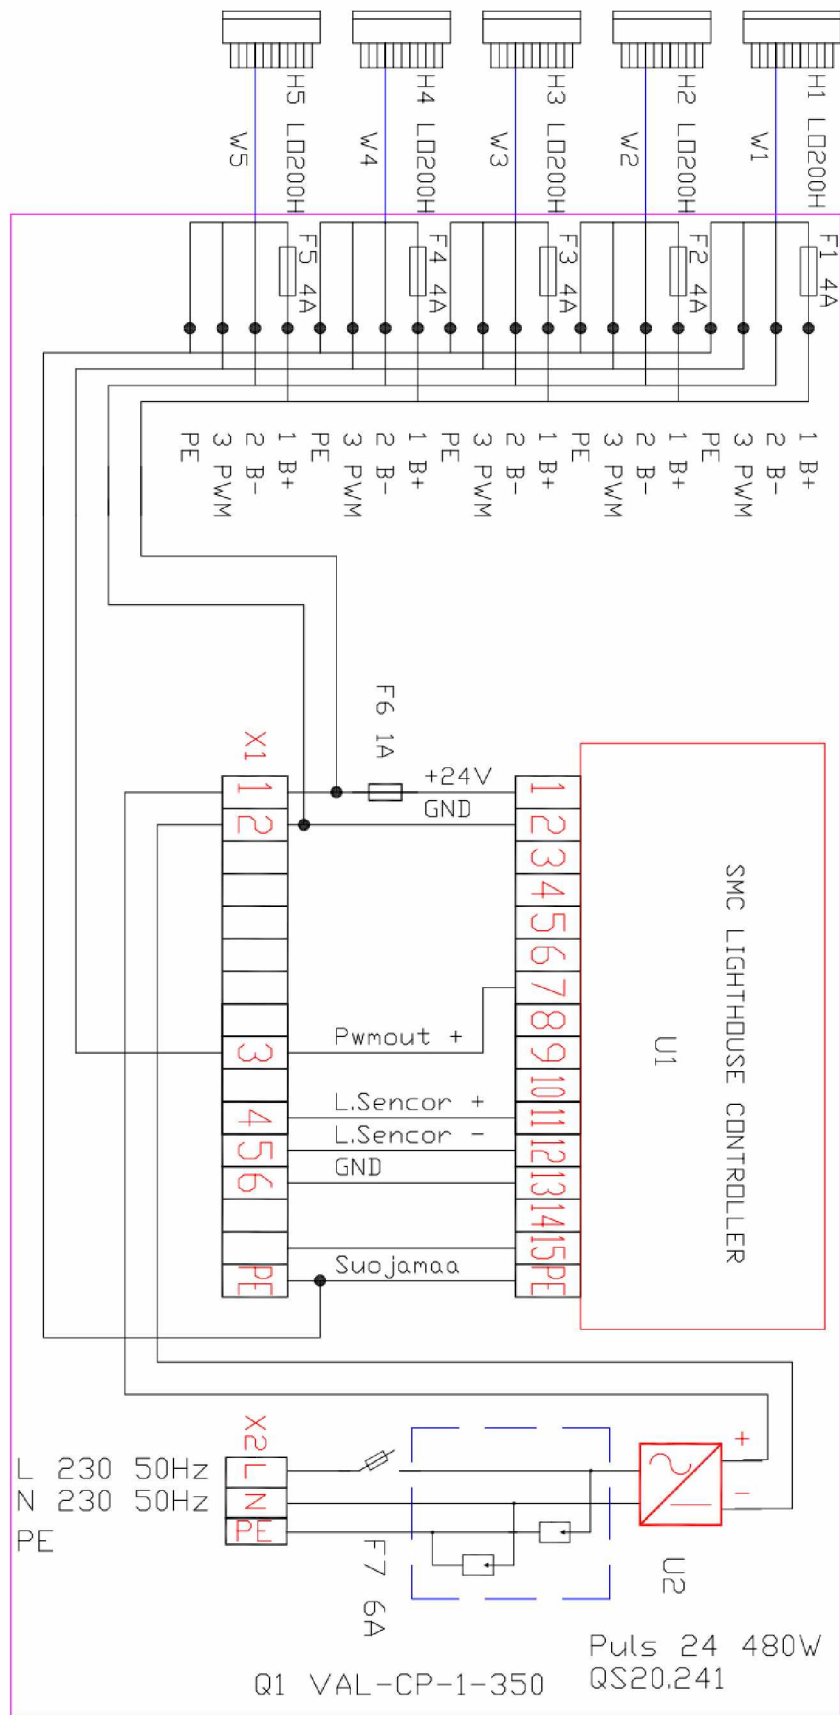 H5 LO200H
H4 LO200H
H3 LO200H
H2 LO200H
H1 LO200H
W5
W4
W3
W2
W1
F5 4A
F4 4A
F3 4A
F2 4A
F1 4A
PE
3 PWM
2 B-
1 B+
PE
3 PWM
2 B-
1 B+
PE
3 PWM
2 B-
1 B+
PE
3 PWM
2 B-
1 B+
PE
3 PWM
2 B-
1 B+
F6 1A
X1
+24V
GND
Pwmout +
L.Sencor +
L.Sencor -
GND
Suojamaa
1
2
3
4
5
6
PE
1
2
3
4
5
6
7
8
9
10
11
12
13
14
15
PE
SMC LIGHTHOUSE CONTROLLER
U1
X2
L 230 50Hz
N 230 50Hz
PE
L
N
PE
F7 6A
+
-
U2
Puls 24 480W
QS20.241
Q1 VAL-CP-1-350